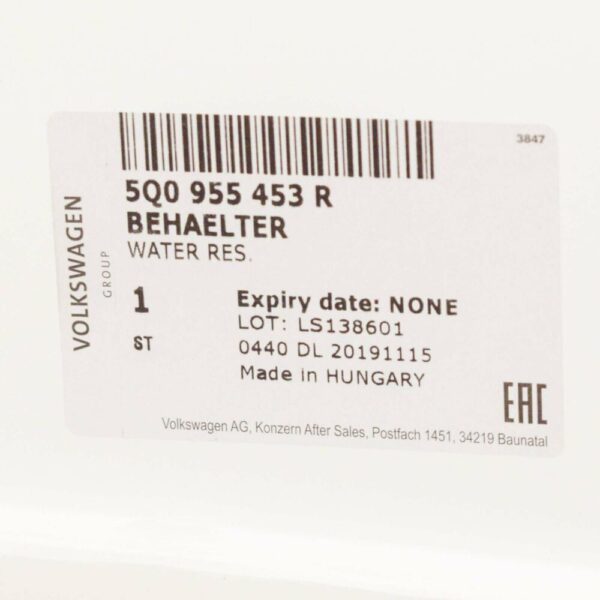 3847
5Q0 955 453 R
BEHAELTER
WATER RES.
VOLKSWAGEN
GROUP
1
ST
Expiry date: NONE
LOT: LS138601
0440 DL 20191115
Made in HUNGARY
EAC
Volkswagen AG, Konzern After Sales, Postfach 1451, 34219 Baunatal